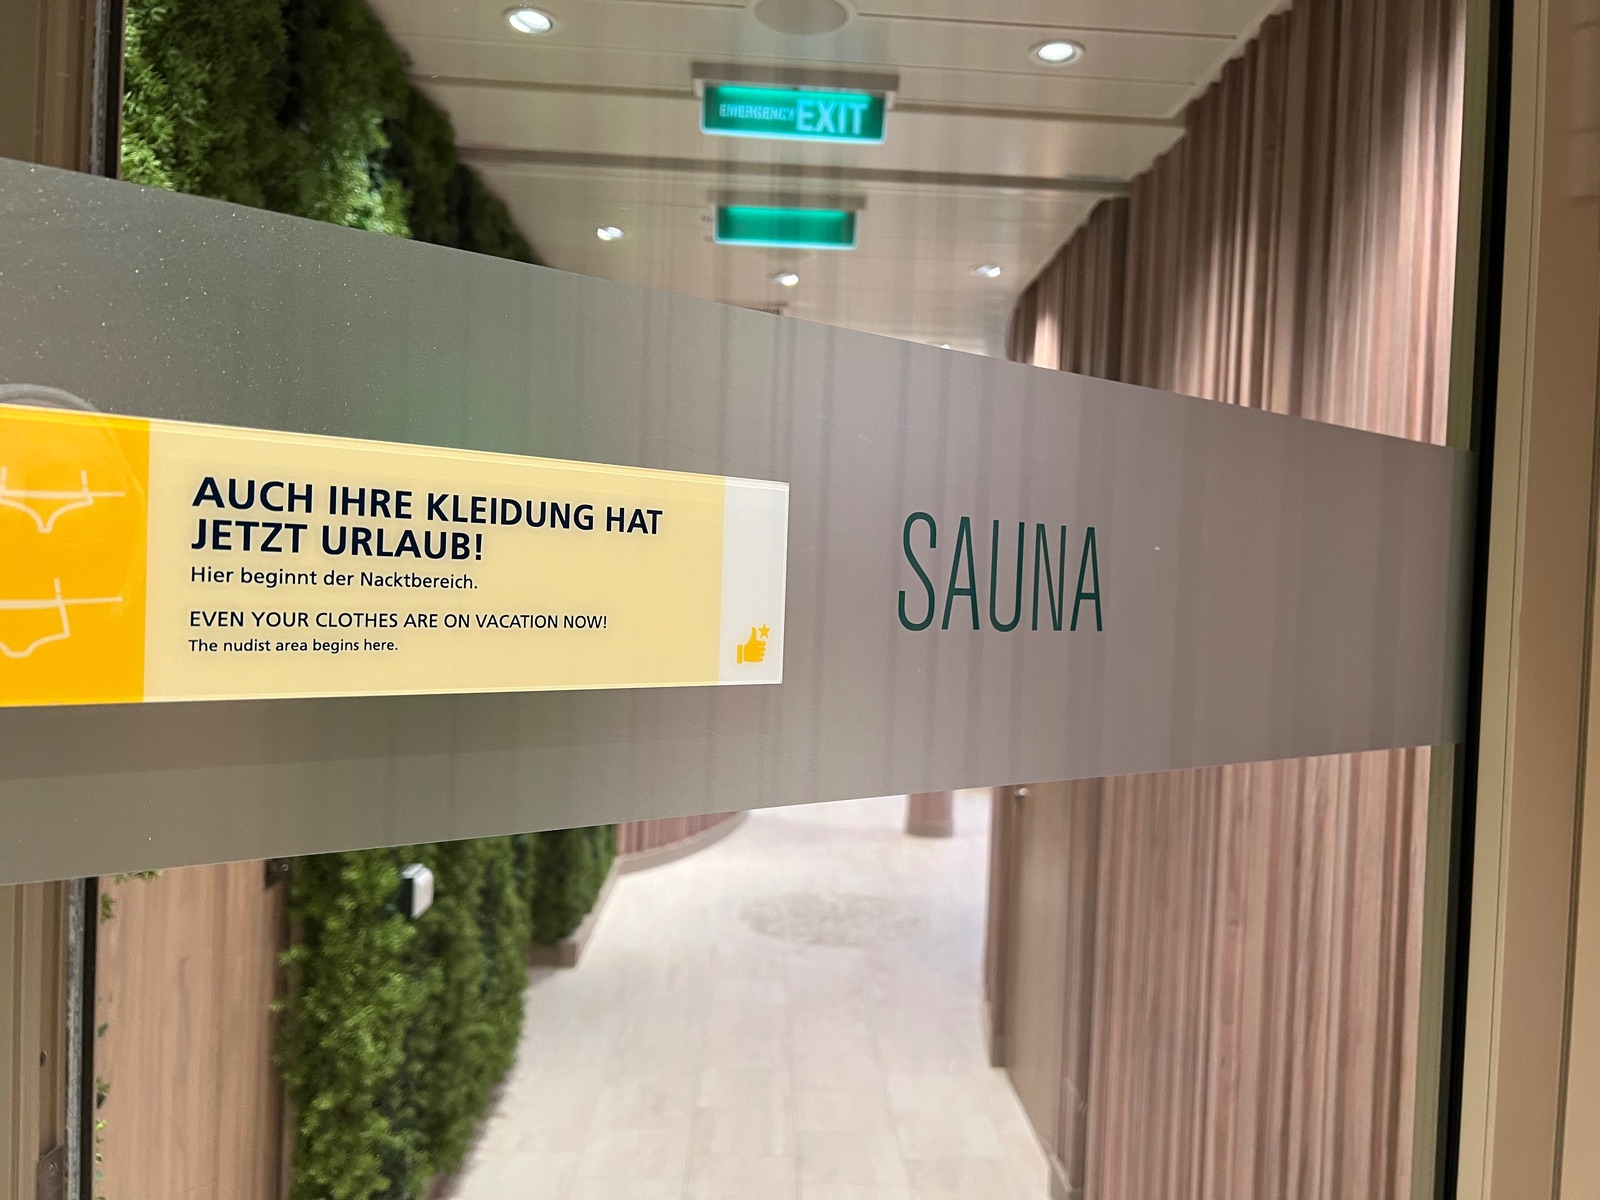 EMERGENCY EXIT
AUCH IHRE KLEIDUNG HAT
JETZT URLAUB!
Hier beginnt der Nacktbereich.
EVEN YOUR CLOTHES ARE ON VACATION NOW!
The nudist area begins here.
SAUNA